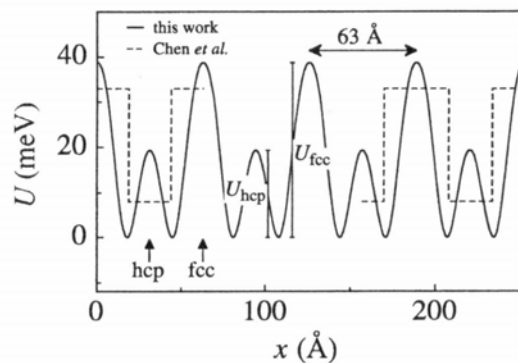 this work
Chen et al.
63 Å
40
20
0
U (meV)
U_hcp
U_fcc
hcp
fcc
0
100
200
x (Å)